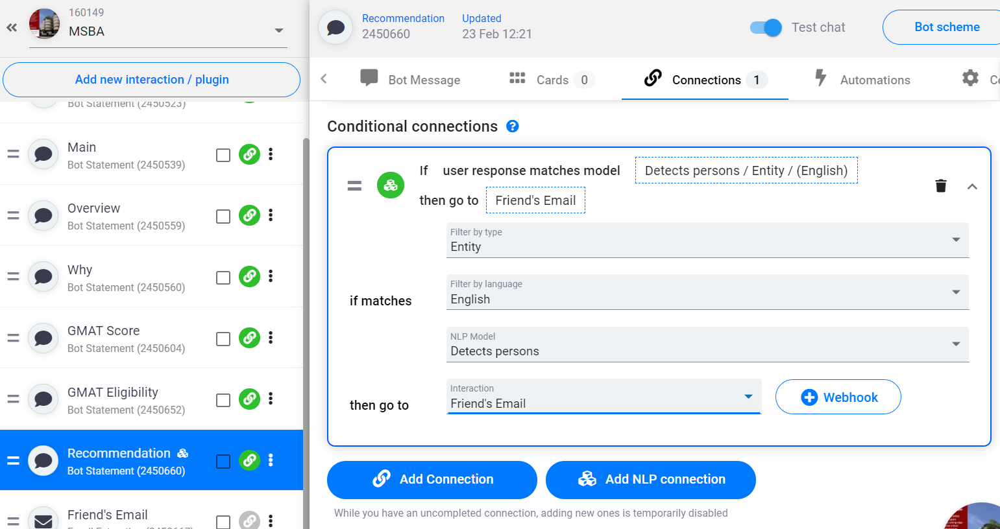 160149
MSBA
Add new interaction / plugin
Bot Statement (2450523)
Main
Bot Statement (2450539)
Overview
Bot Statement (2450559)
Why
Bot Statement (2450560)
GMAT Score
Bot Statement (2450604)
GMAT Eligibility
Bot Statement (2450652)
Recommendation
Bot Statement (2450660)
Friend's Email
Recommendation
2450660
Updated
23 Feb 12:21
Test chat
Bot scheme
Bot Message
Cards 0
Connections 1
Automations
Conditional connections ?
If user response matches model Detects persons / Entity / (English)
then go to Friend's Email
Filter by type
Entity
if matches
Filter by language
English
NLP Model
Detects persons
then go to
Interaction
Friend's Email
Webhook
Add Connection
Add NLP connection
While you have an uncompleted connection, adding new ones is temporarily disabled